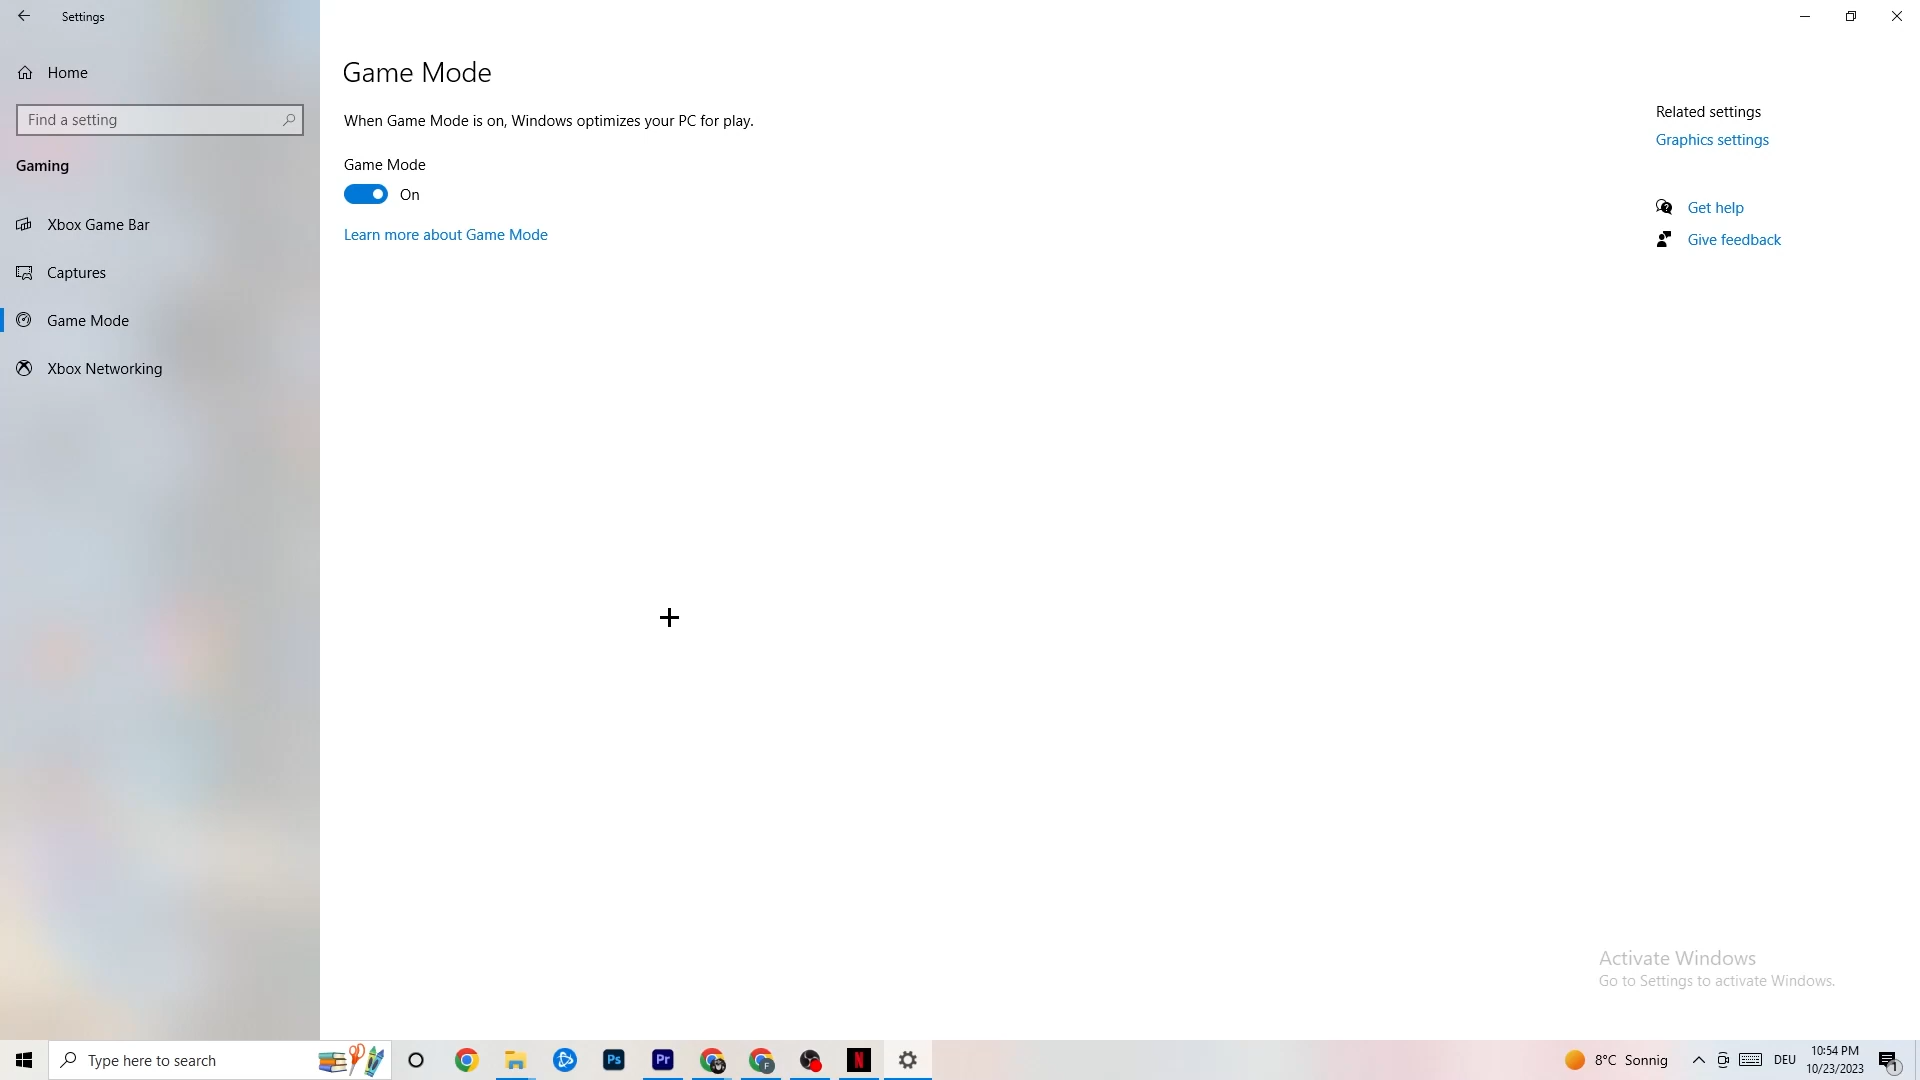 Settings
Home
Find a setting
Gaming
Xbox Game Bar
Captures
Game Mode
Xbox Networking
Game Mode
When Game Mode is on, Windows optimizes your PC for play.
Game Mode
On
Learn more about Game Mode
Related settings
Graphics settings
Get help
Give feedback
Activate Windows
Go to Settings to activate Windows.
Type here to search
Ps
Pr
F
N
8°C Sonnig
DEU
10:54 PM
10/23/2023
1